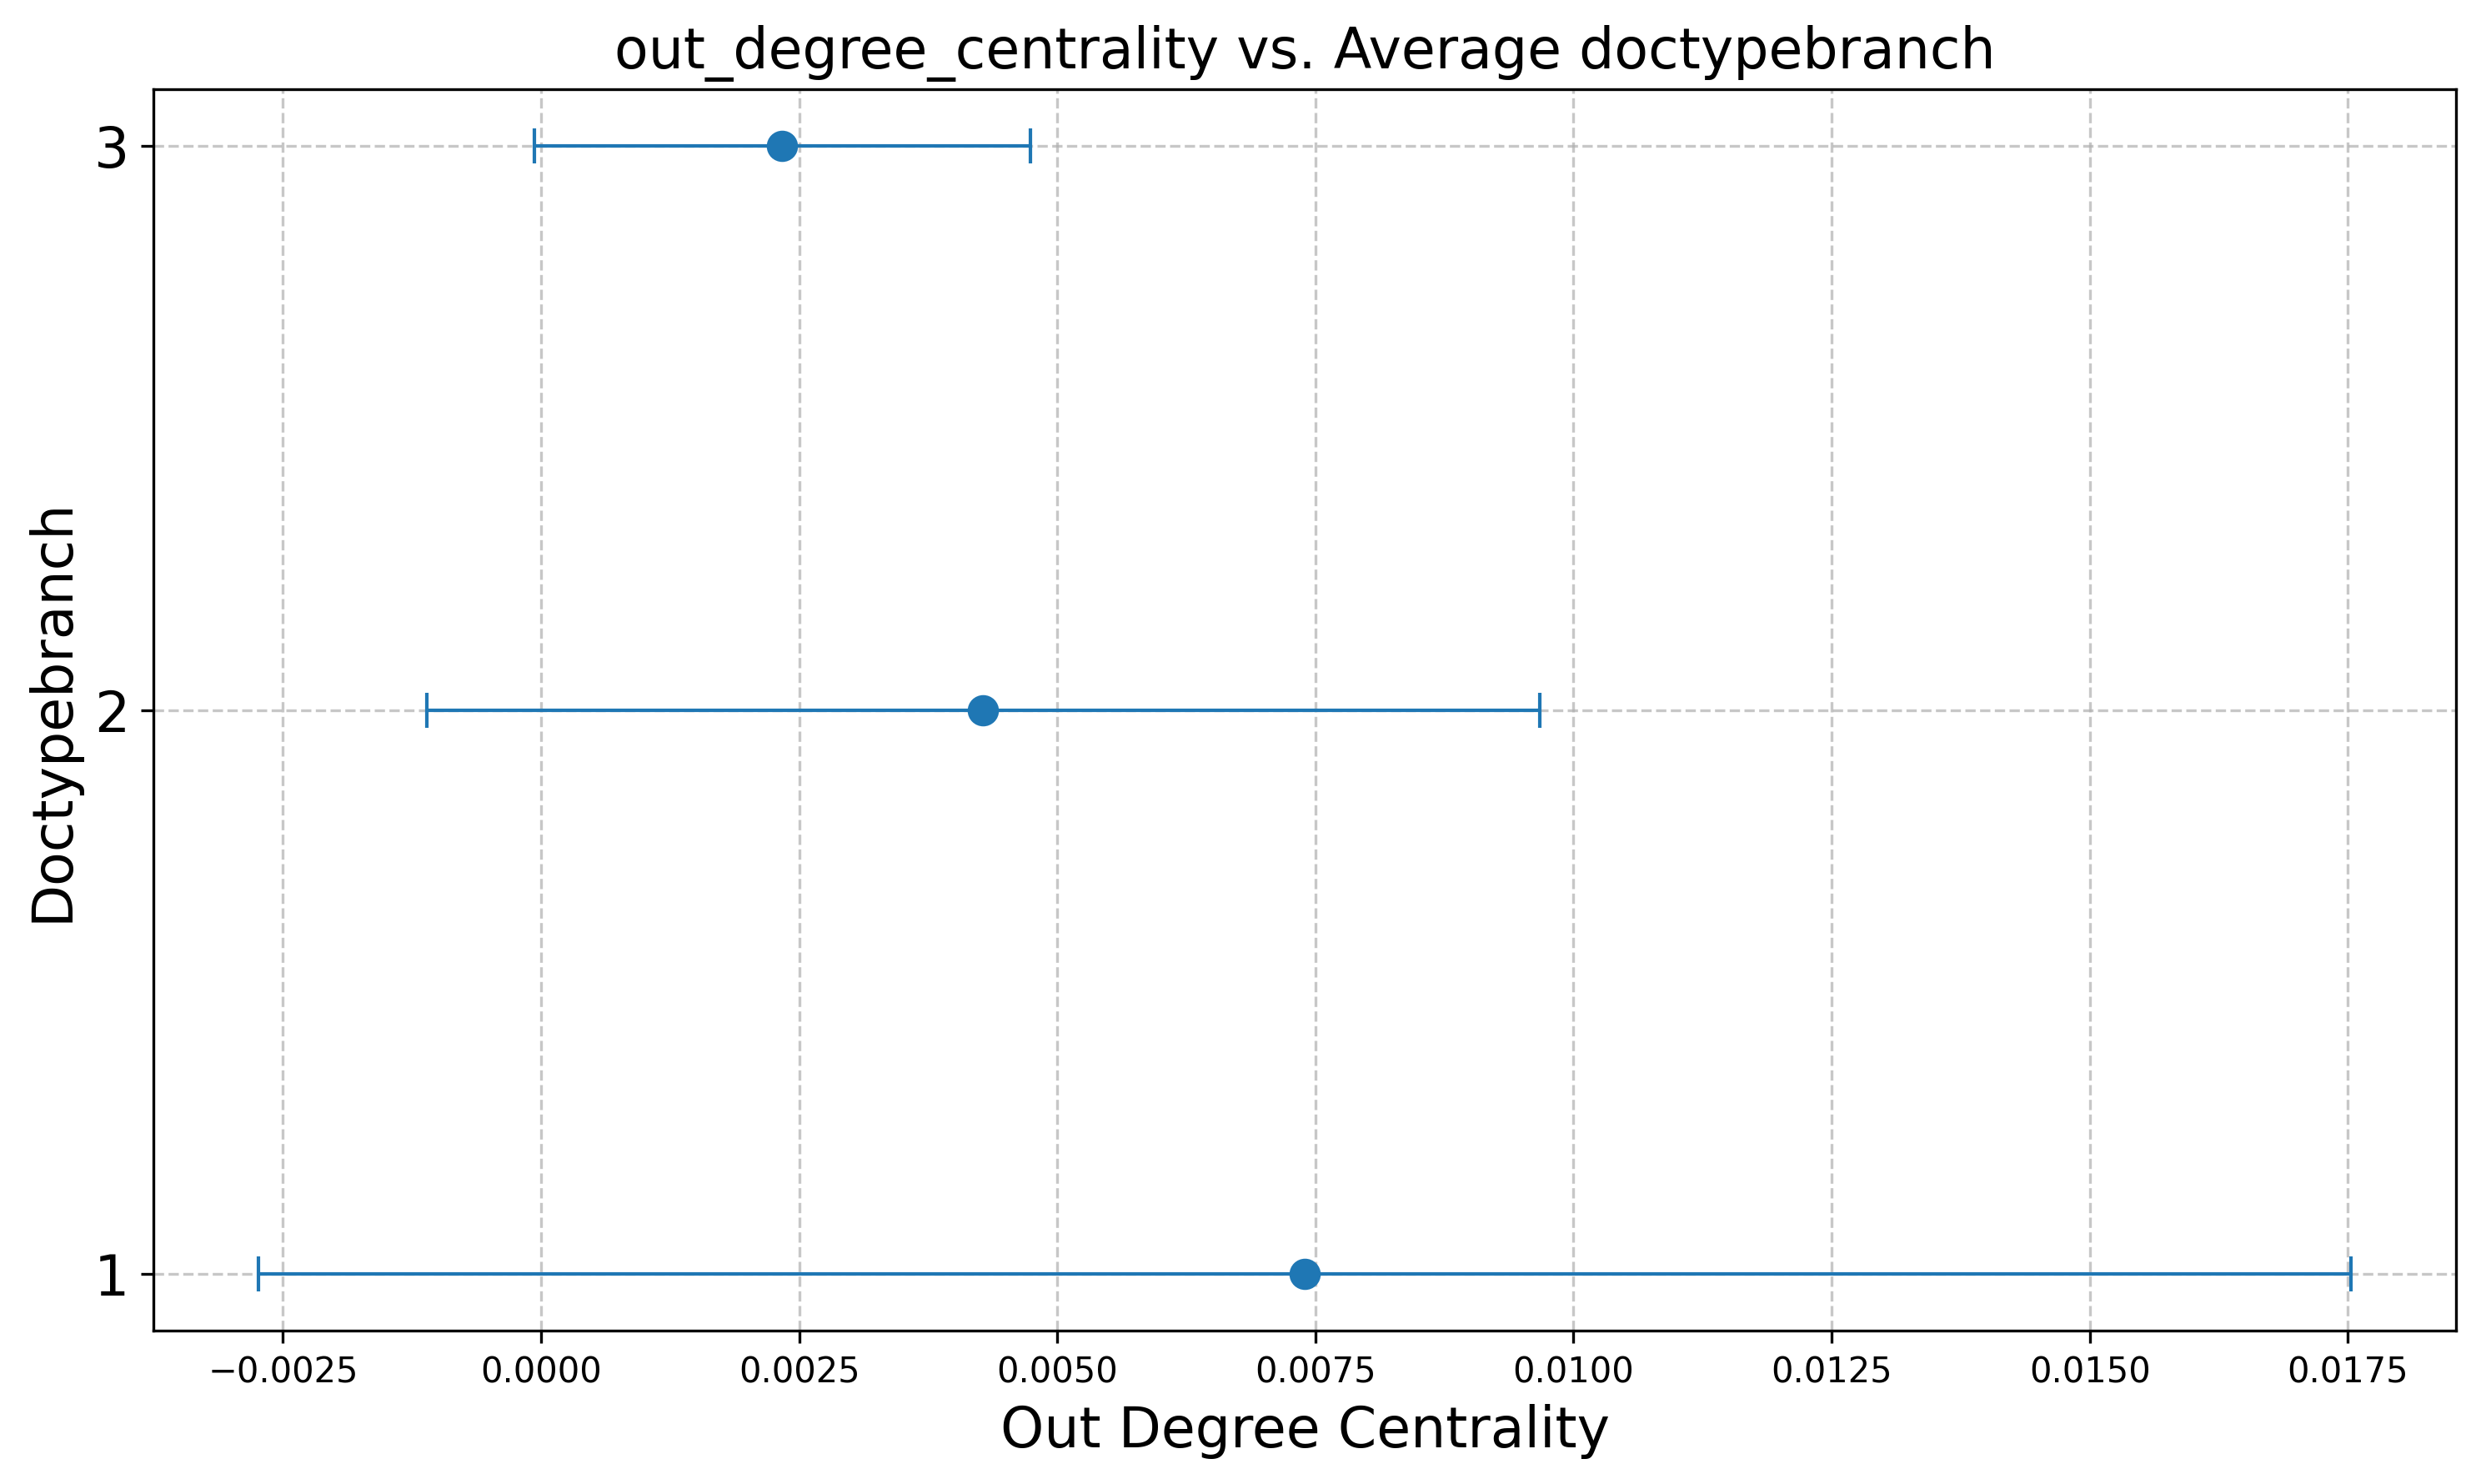 out_degree_centrality vs. Average doctypebranch
3
2
1
Doctypebranch
−0.0025 0.0000 0.0025 0.0050 0.0075 0.0100 0.0125 0.0150 0.0175
Out Degree Centrality